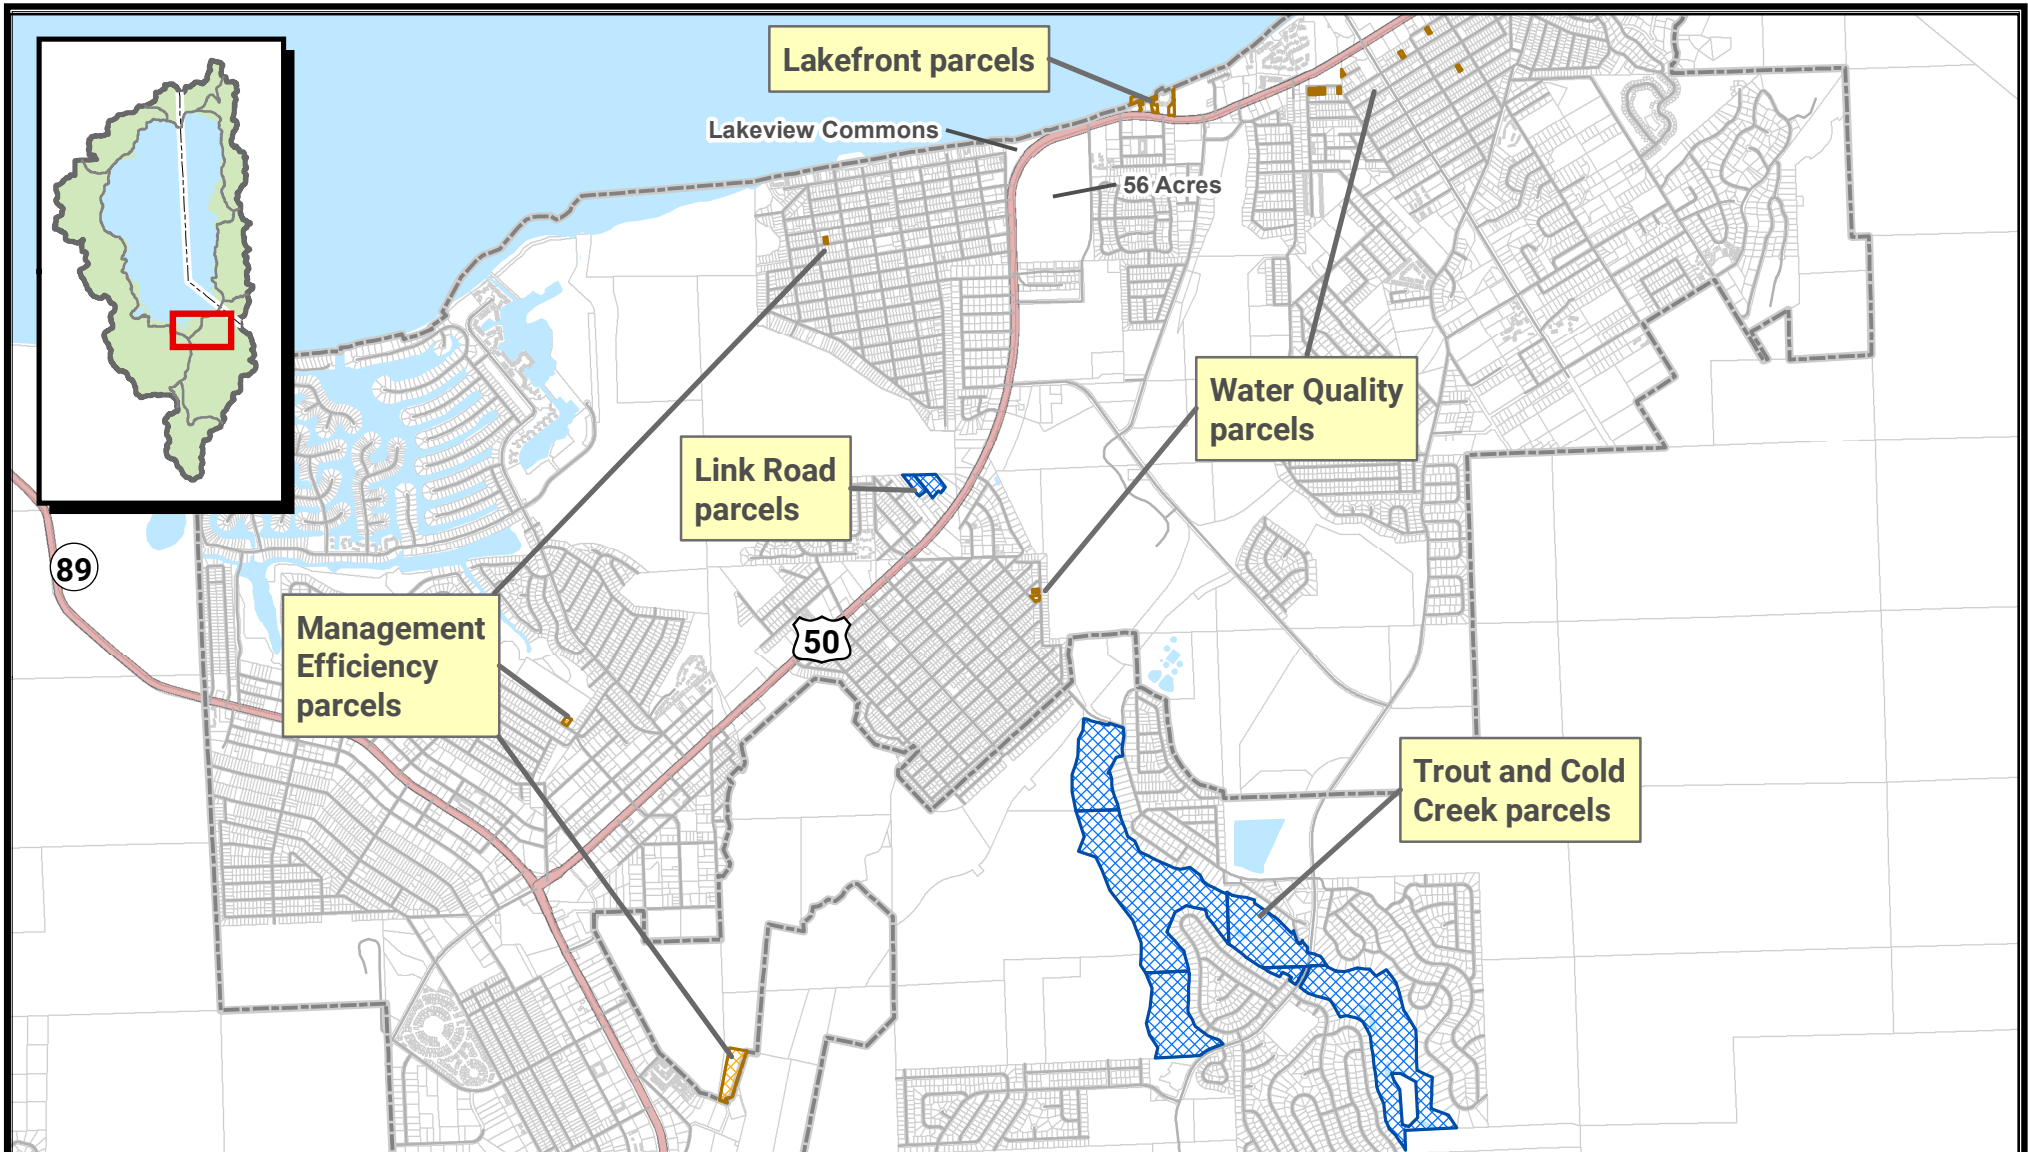 Lakefront parcels
Lakeview Commons
56 Acres
Water Quality
parcels
Link Road
parcels
89
Management
Efficiency
parcels
50
Trout and Cold
Creek parcels